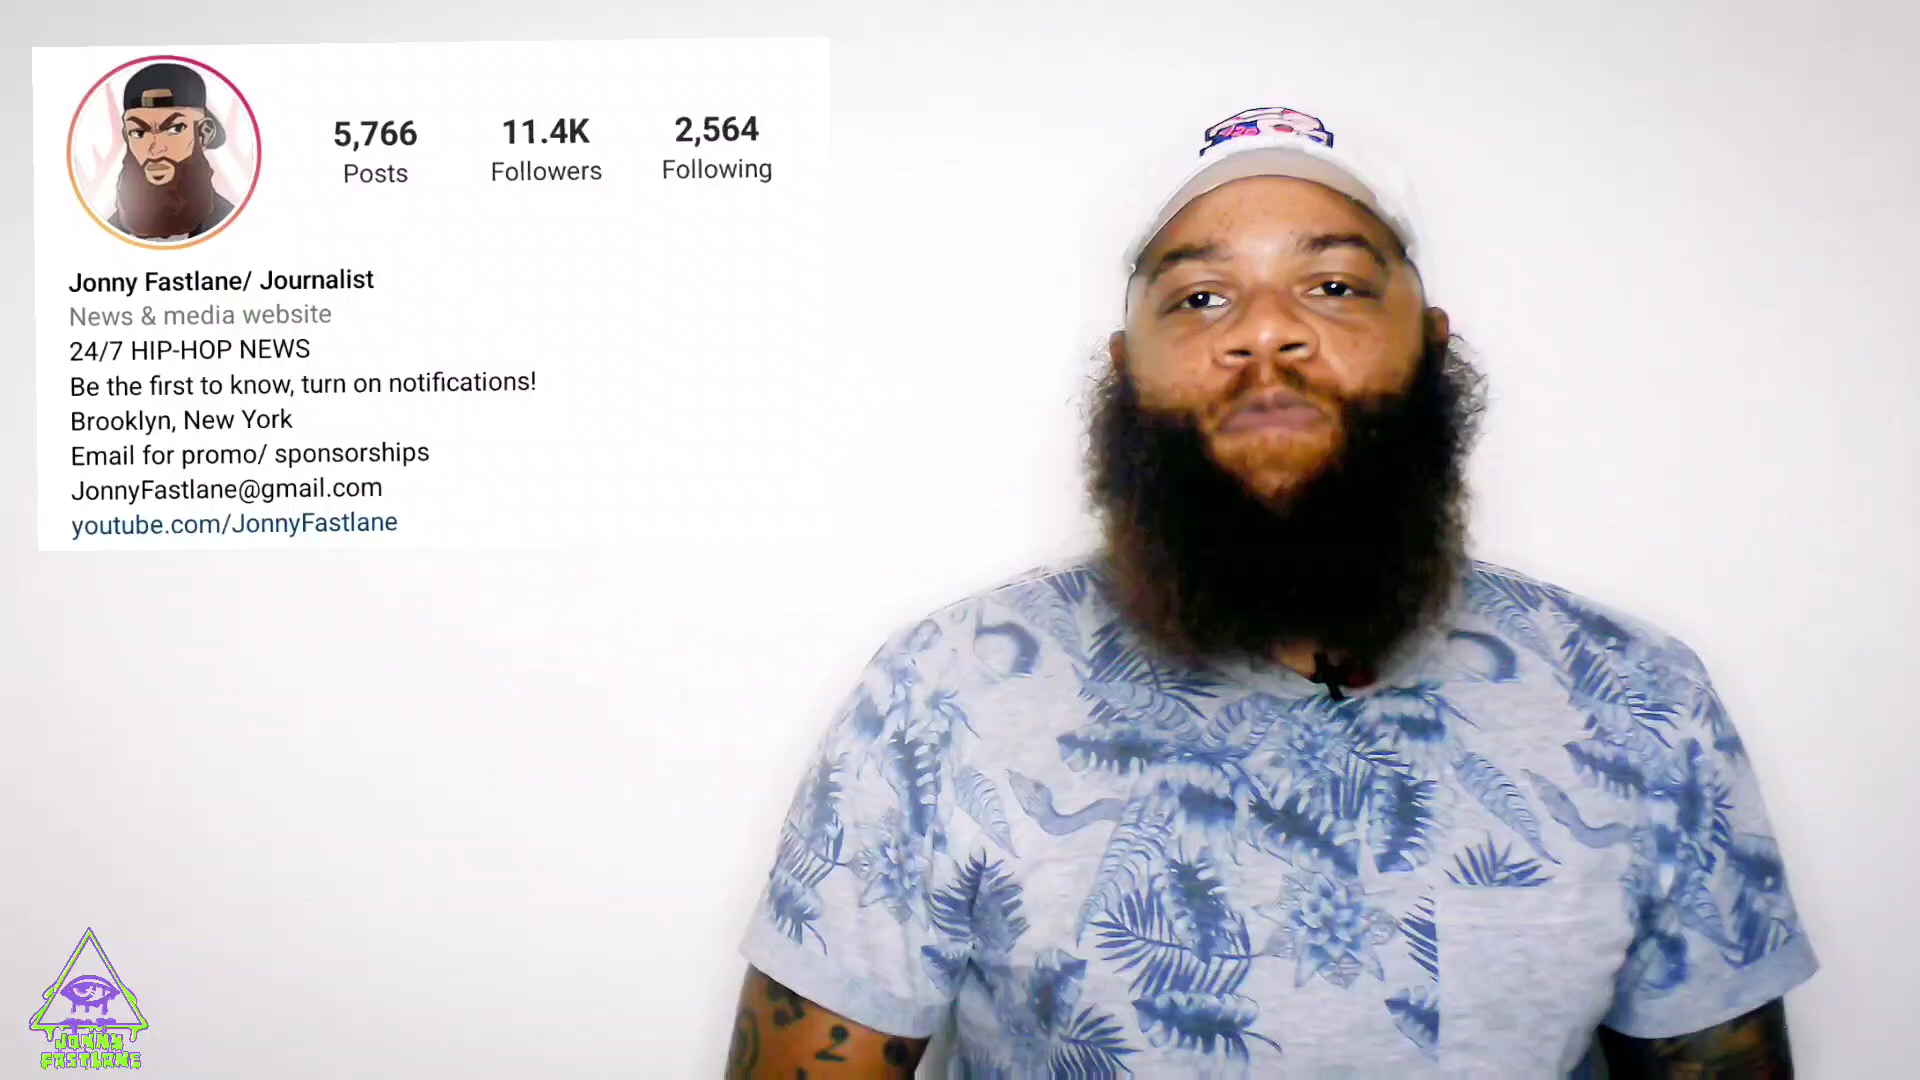 5,766 11.4K 2,564
Posts Followers Following
Jonny Fastlane/ Journalist
News & media website
24/7 HIP-HOP NEWS
Be the first to know, turn on notifications!
Brooklyn, New York
Email for promo/ sponsorships
JonnyFastlane@gmail.com
youtube.com/JonnyFastlane
2
JONNY
FASTLANE